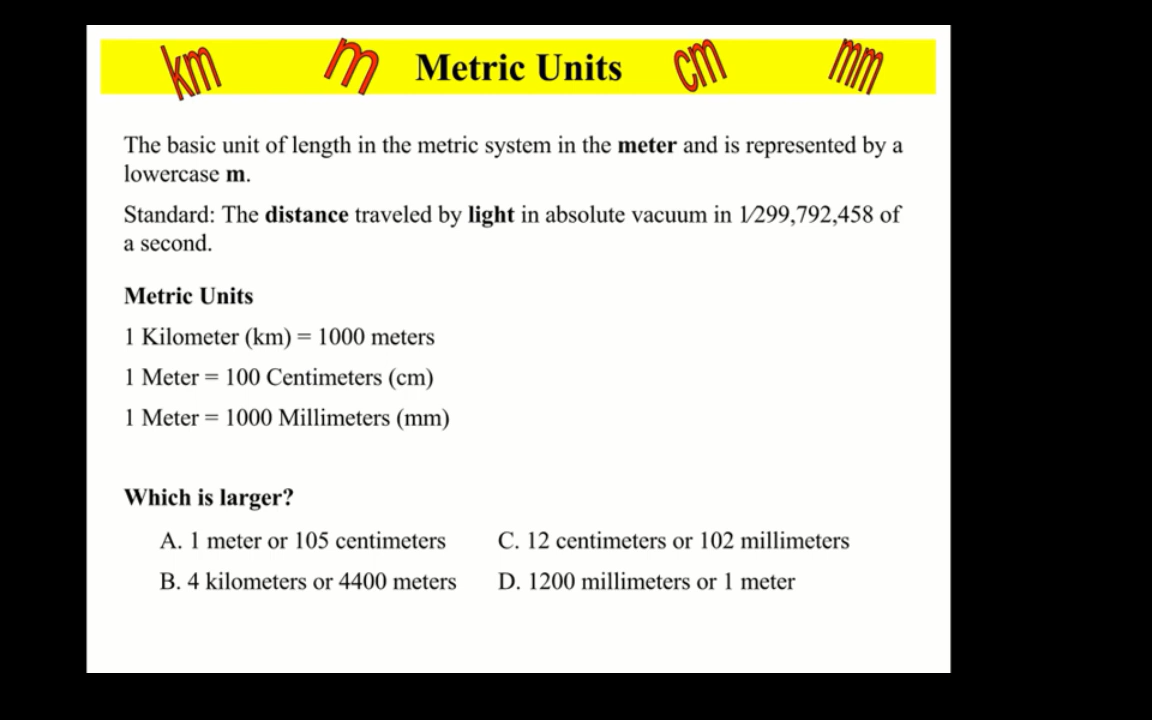 km m Metric Units cm mm
The basic unit of length in the metric system in the meter and is represented by a
lowercase m.
Standard: The distance traveled by light in absolute vacuum in 1⁄299,792,458 of
a second.
Metric Units
1 Kilometer (km) = 1000 meters
1 Meter = 100 Centimeters (cm)
1 Meter = 1000 Millimeters (mm)
Which is larger?
A. 1 meter or 105 centimeters C. 12 centimeters or 102 millimeters
B. 4 kilometers or 4400 meters D. 1200 millimeters or 1 meter